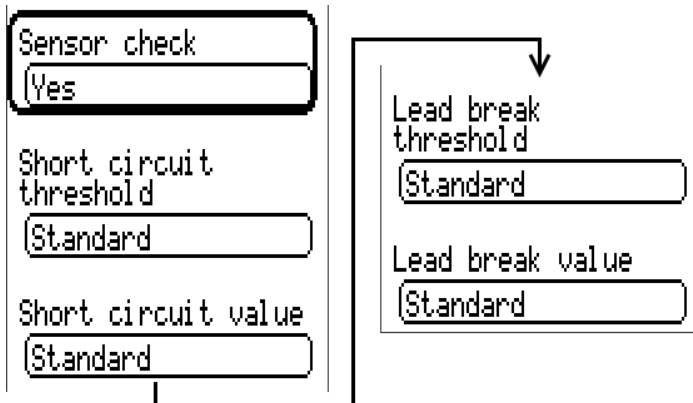 Sensor check
Yes
Short circuit
threshold
Standard
Short circuit value
Standard
Lead break
threshold
Standard
Lead break value
Standard